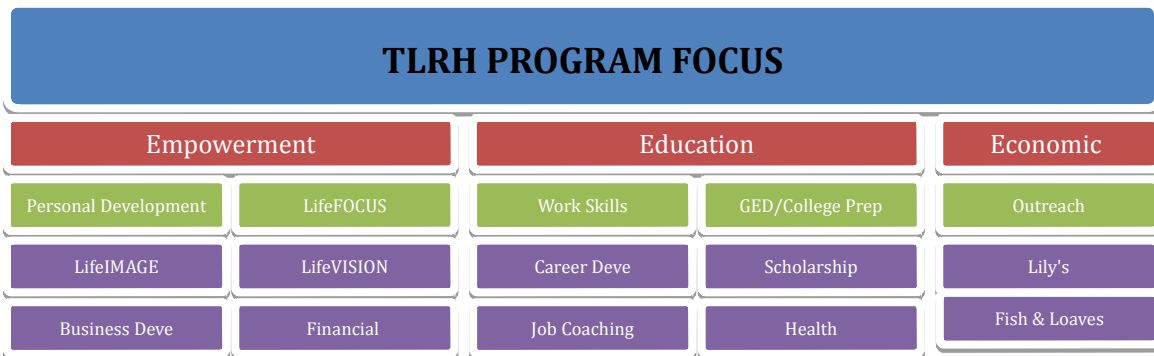 TLRH PROGRAM FOCUS
Empowerment
Education
Economic
Personal Development
LifeFOCUS
Work Skills
GED/College Prep
Outreach
LifeIMAGE
LifeVISION
Career Deve
Scholarship
Lily's
Business Deve
Financial
Job Coaching
Health
Fish & Loaves